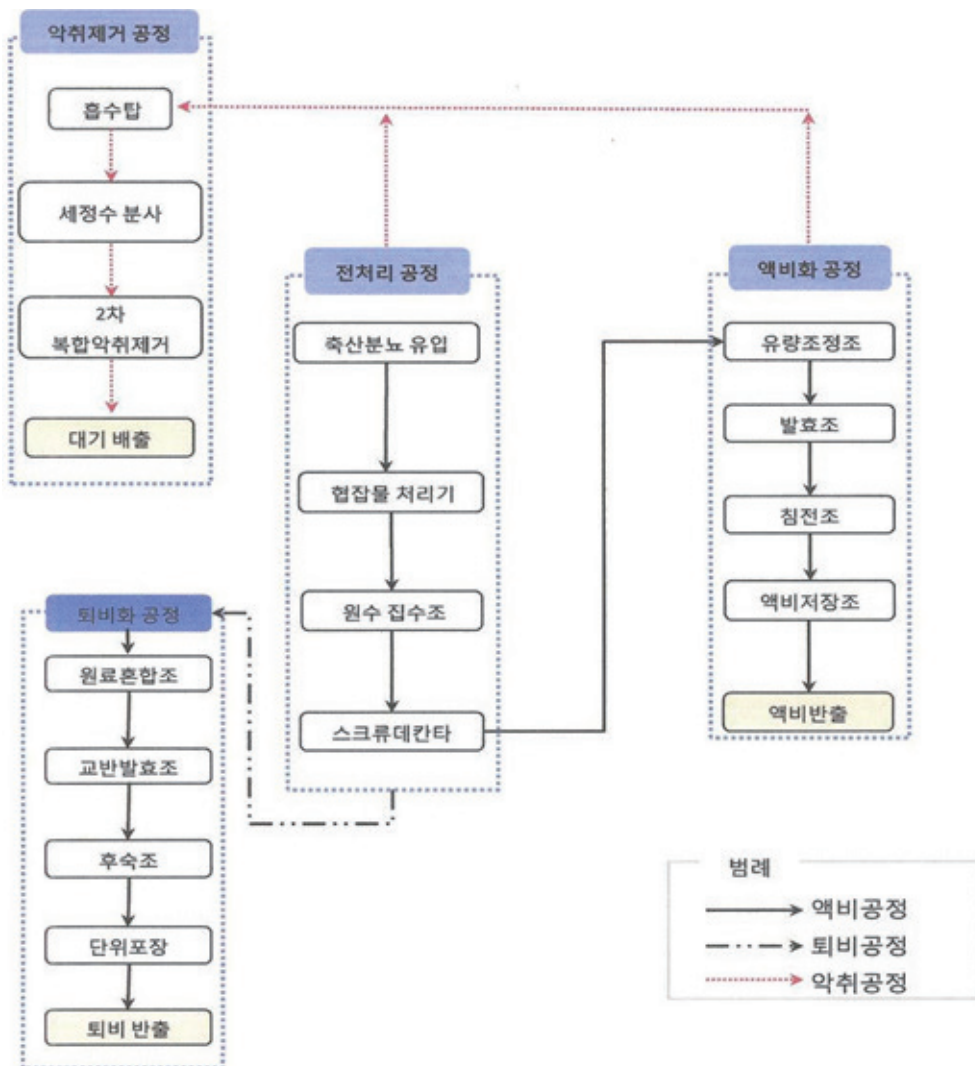 악취제거 공정
흡수탑
세정수 분사
2차
복합악취제거
대기 배출
전처리 공정
축산분뇨 유입
협잡물 처리기
원수 집수조
스크류데칸타
액비화 공정
유량조정조
발효조
침전조
액비저장조
액비반출
퇴비화 공정
원료혼합조
교반발효조
후숙조
단위포장
퇴비 반출
범례
액비공정
퇴비공정
악취공정